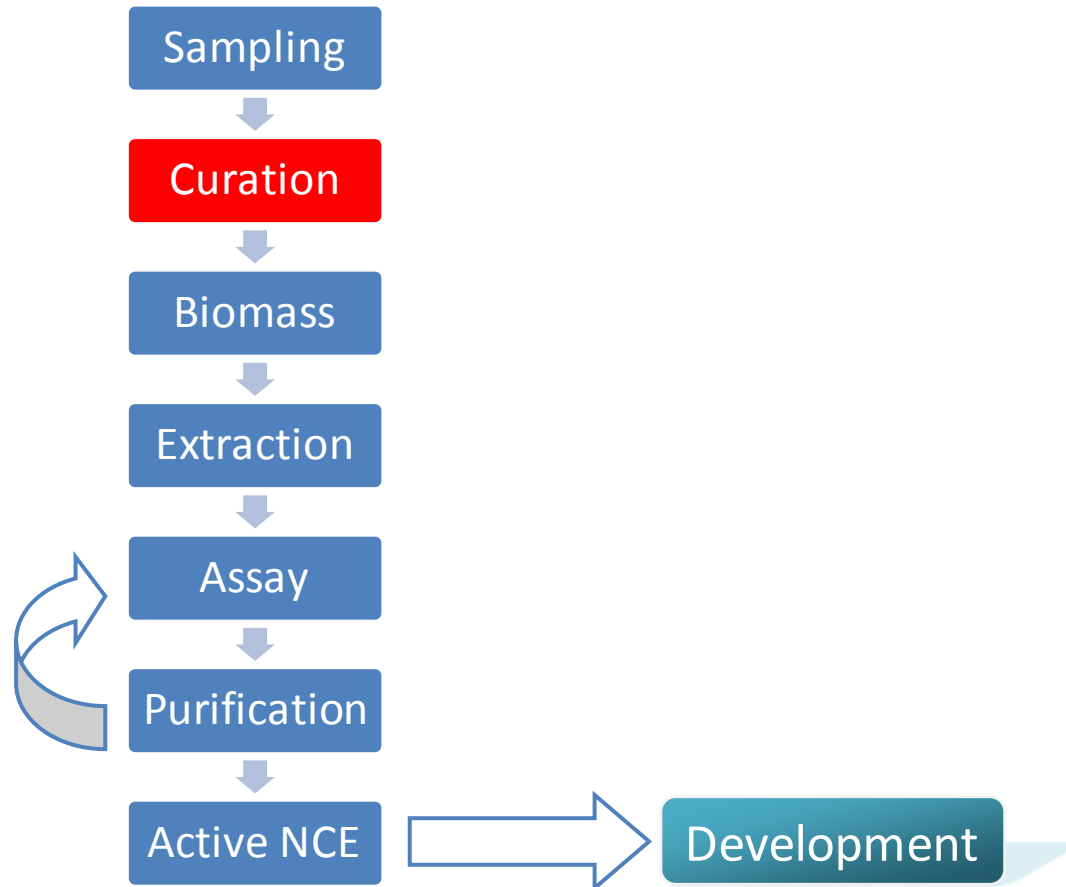 Sampling
Curation
Biomass
Extraction
Assay
Purification
Active NCE
Development